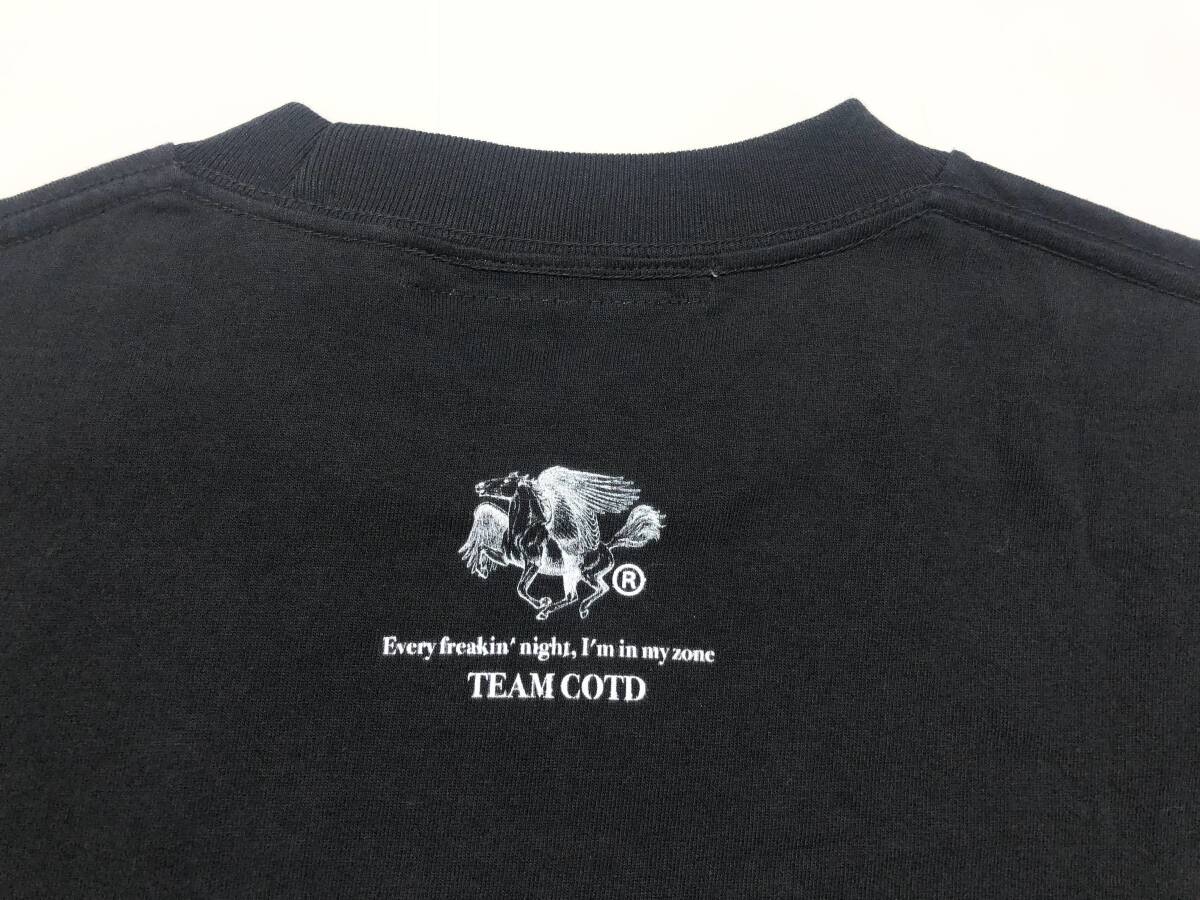 ®
Every freakin' night, I'm in my zone
TEAM COTD